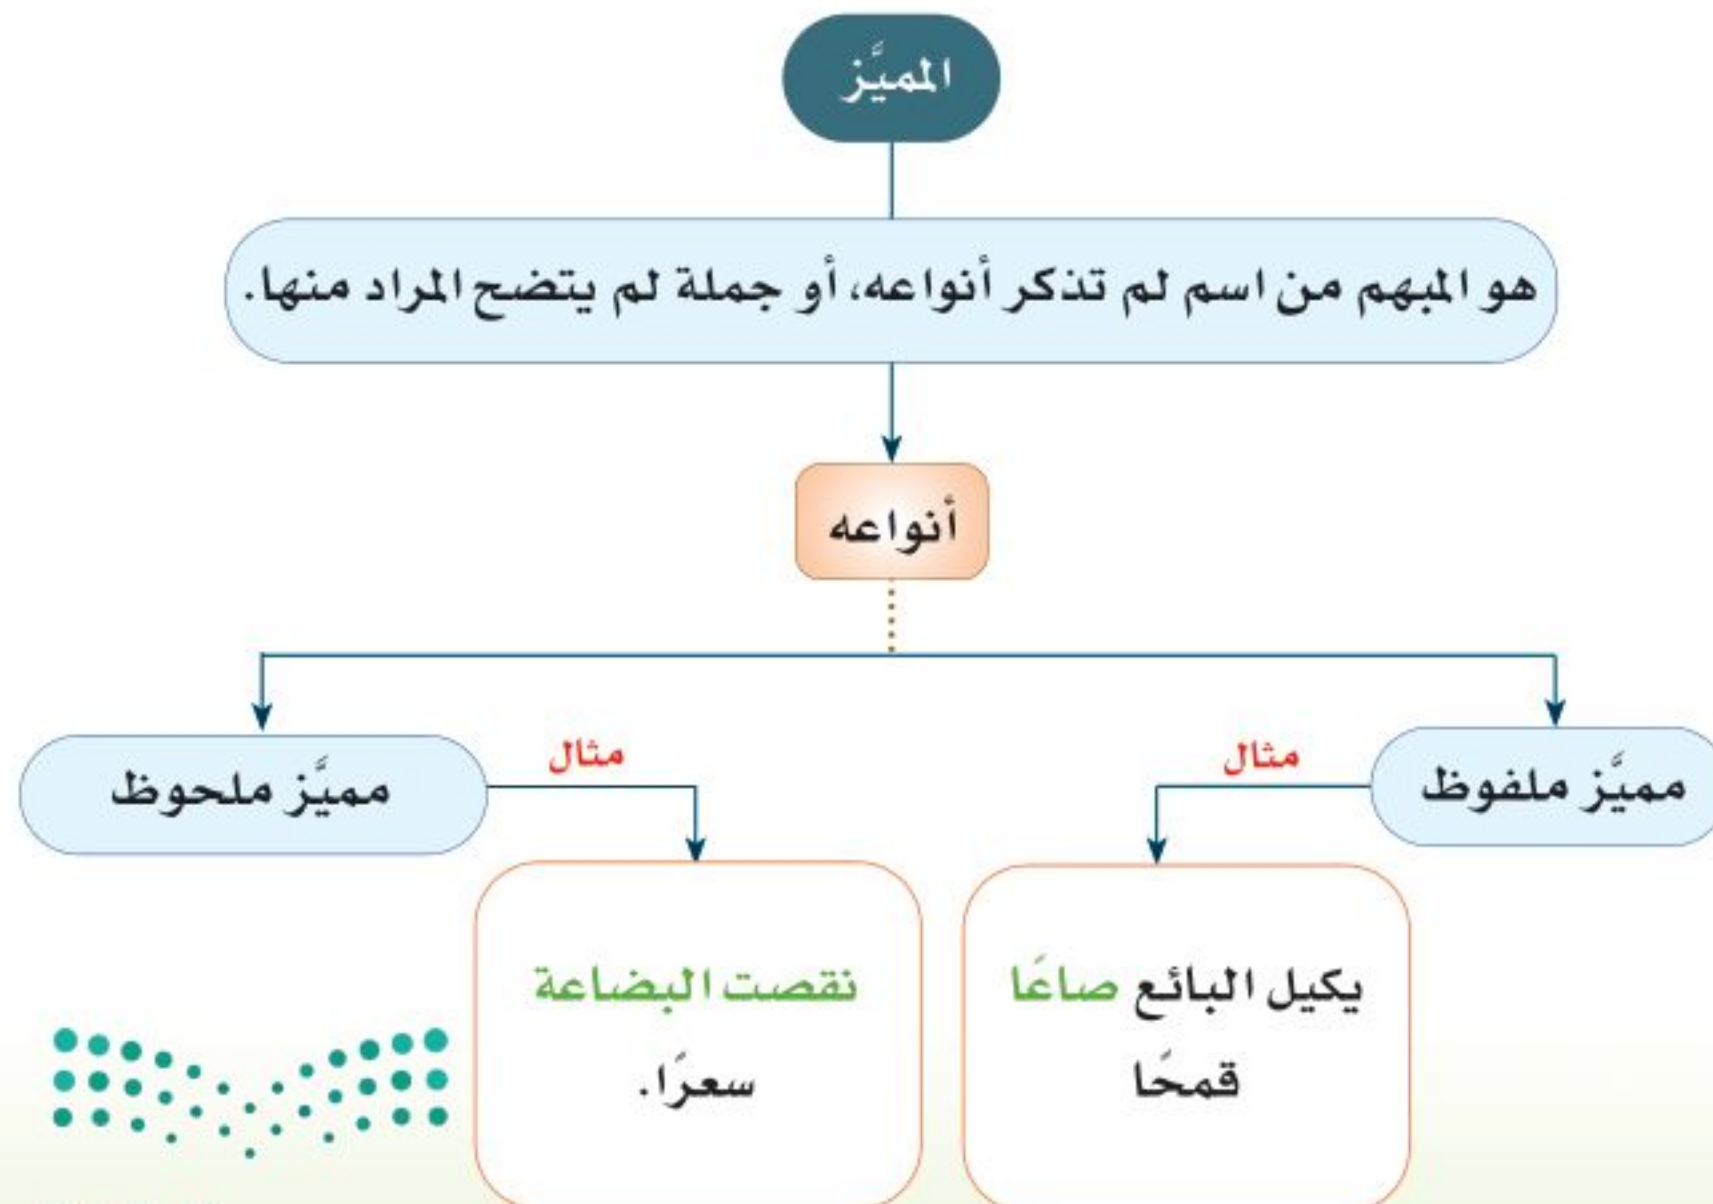 المميَّز
هو المبهم من اسم لم تذكر أنواعه، أو جملة لم يتضح المراد منها.
أنواعه
مميَّز ملفوظ
مثال
يكيل البائع صاعًا
قمحًا
مميَّز ملحوظ
مثال
نقصت البضاعة
سعرًا.